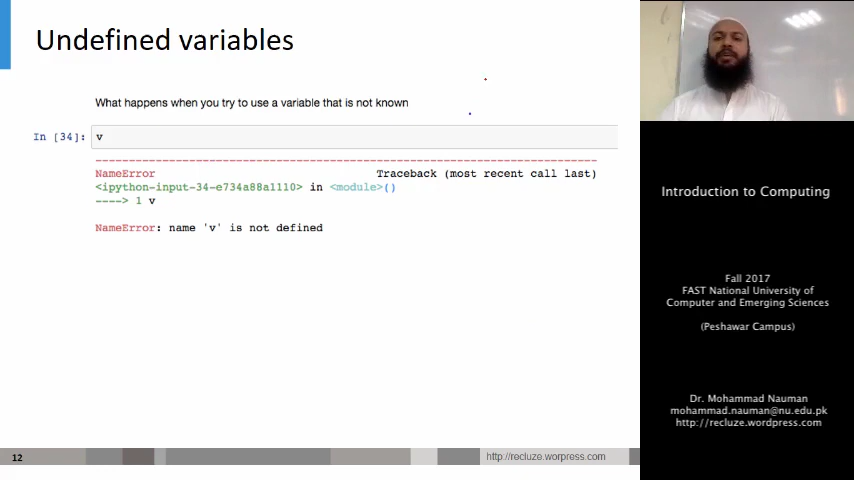 Undefined variables
What happens when you try to use a variable that is not known
In [34]: v
---------------------------------------------------------------------------
NameError Traceback (most recent call last)
<ipython-input-34-e734a88a1110> in <module>()
----> 1 v
NameError: name 'v' is not defined
12
http://recluze.worpress.com
Introduction to Computing
Fall 2017
FAST National University of
Computer and Emerging Sciences
(Peshawar Campus)
Dr. Mohammad Nauman
mohammad.nauman@nu.edu.pk
http://recluze.wordpress.com